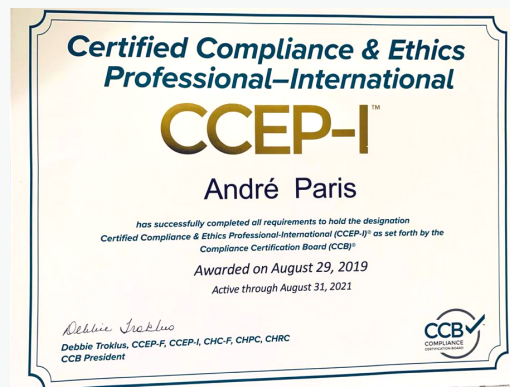 Certified Compliance & Ethics
Professional–International
CCEP-I™
André Paris
has successfully completed all requirements to hold the designation
Certified Compliance & Ethics Professional-International (CCEP-I)® as set forth by the
Compliance Certification Board (CCB)®
Awarded on August 29, 2019
Active through August 31, 2021
Debbie Troklus
Debbie Troklus, CCEP-F, CCEP-I, CHC-F, CHPC, CHRC
CCB President
CCB
COMPLIANCE
CERTIFICATION BOARD